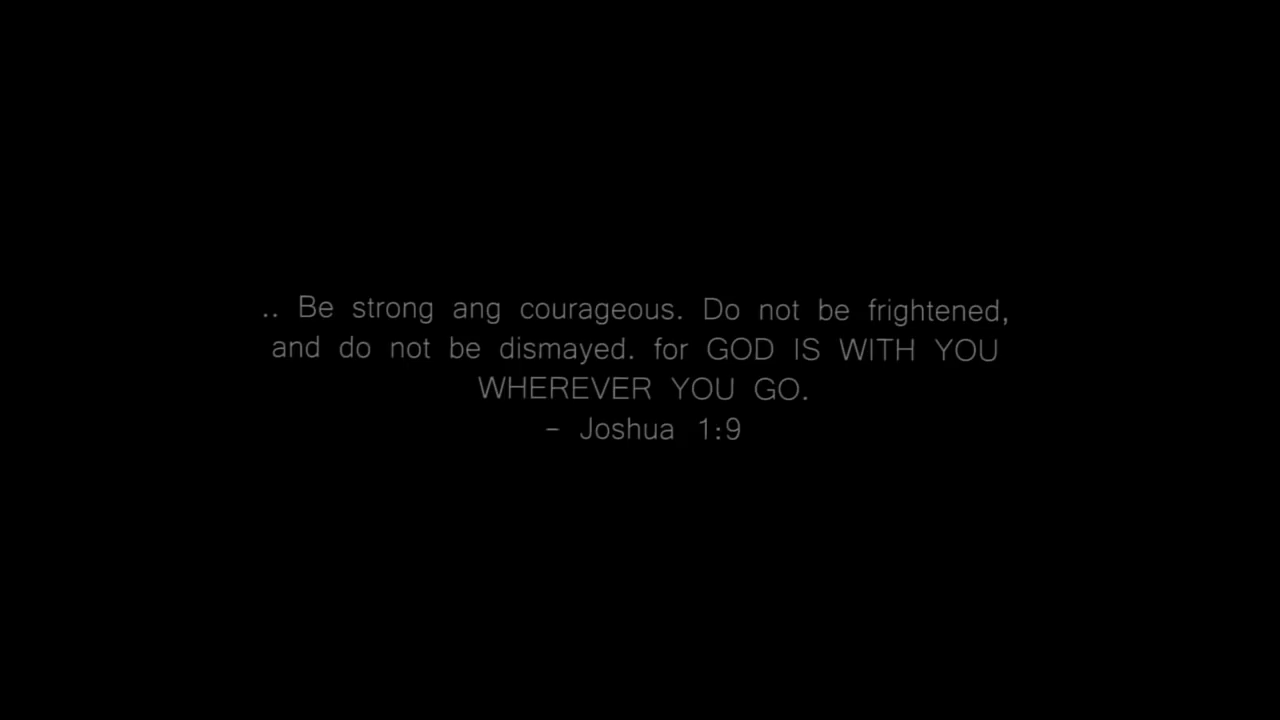 .. Be strong ang courageous. Do not be frightened,
and do not be dismayed. for GOD IS WITH YOU
WHEREVER YOU GO.
- Joshua 1:9